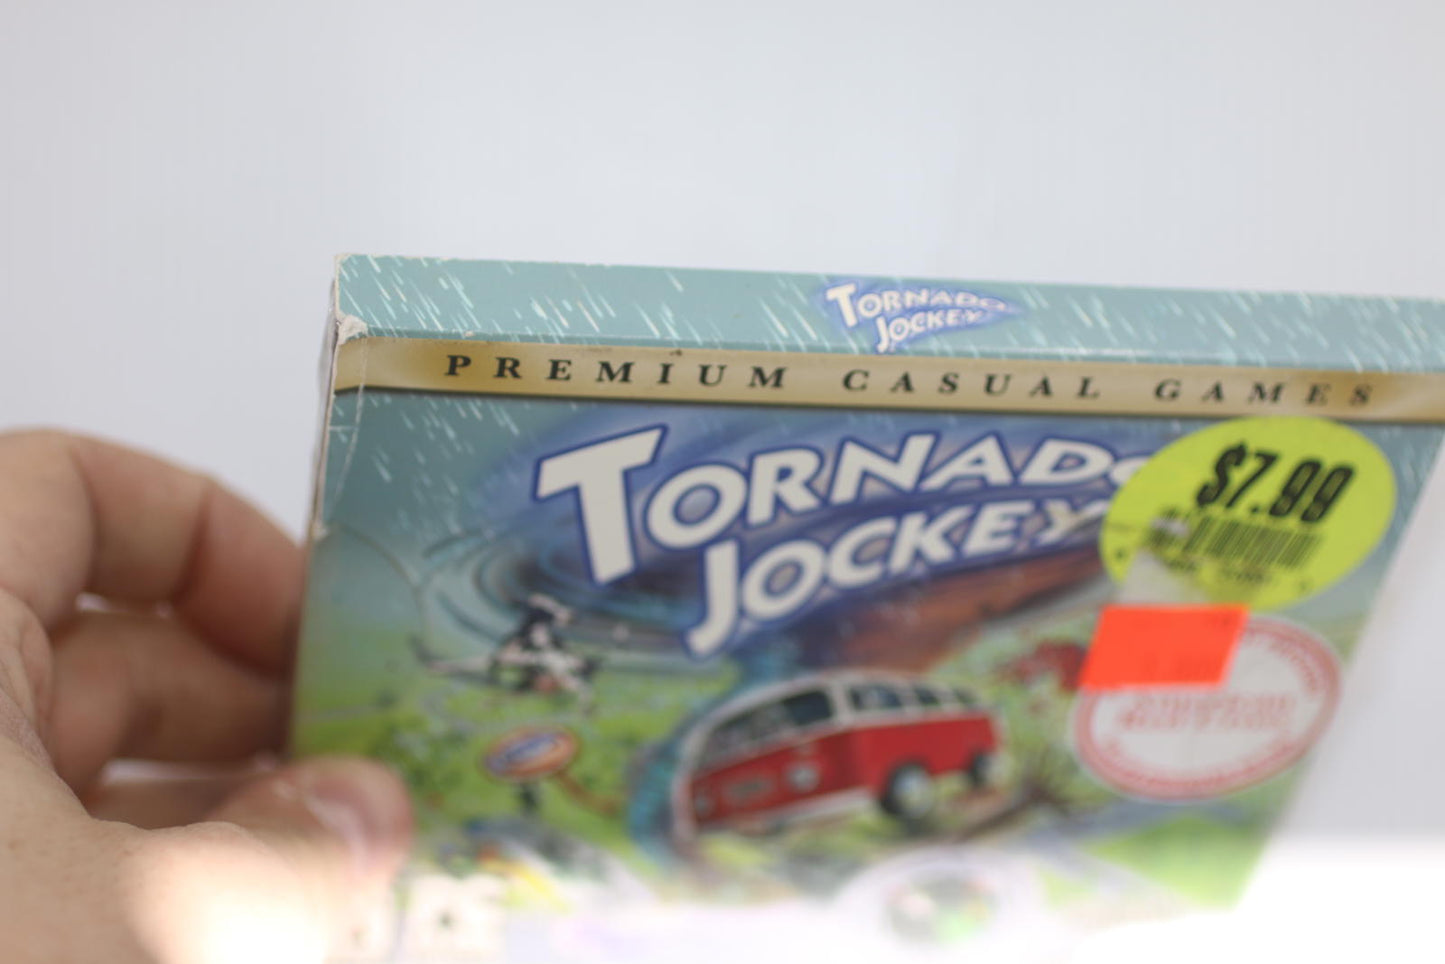 TORNADO
JOCKEY
PREMIUM CASUAL GAMES
TORNADO
JOCKEY
$7.99